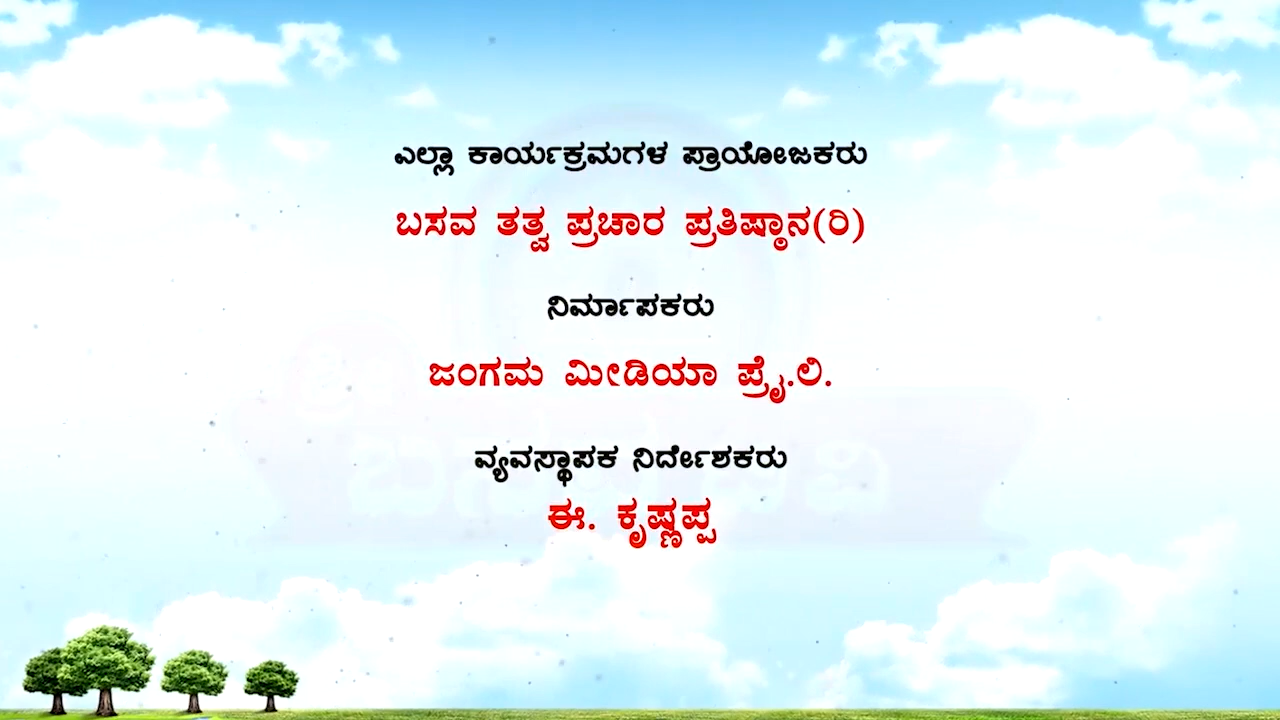 ಎಲ್ಲಾ ಕಾರ್ಯಕ್ರಮಗಳ ಪ್ರಾಯೋಜಕರು
ಬಸವ ತತ್ವ ಪ್ರಚಾರ ಪ್ರತಿಷ್ಠಾನ(ರಿ)
ನಿರ್ಮಾಪಕರು
ಜಂಗಮ ಮೀಡಿಯಾ ಪ್ರೈ.ಲಿ.
ವ್ಯವಸ್ಥಾಪಕ ನಿರ್ದೇಶಕರು
ಈ. ಕೃಷ್ಣಪ್ಪ